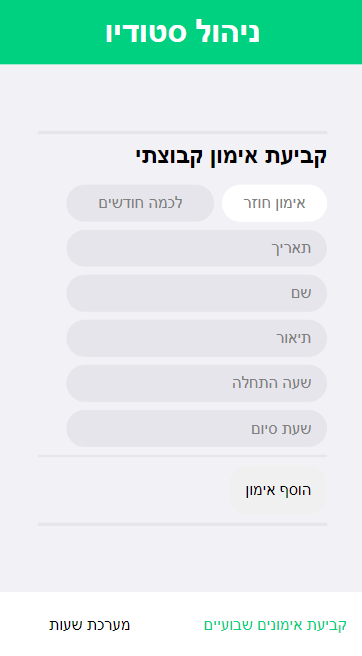 ניהול סטודיו
קביעת אימון קבוצתי
אימון חוזר לכמה חודשים
תאריך
שם
תיאור
שעה התחלה
שעת סיום
הוסף אימון
קביעת אימונים שבועיים מערכת שעות